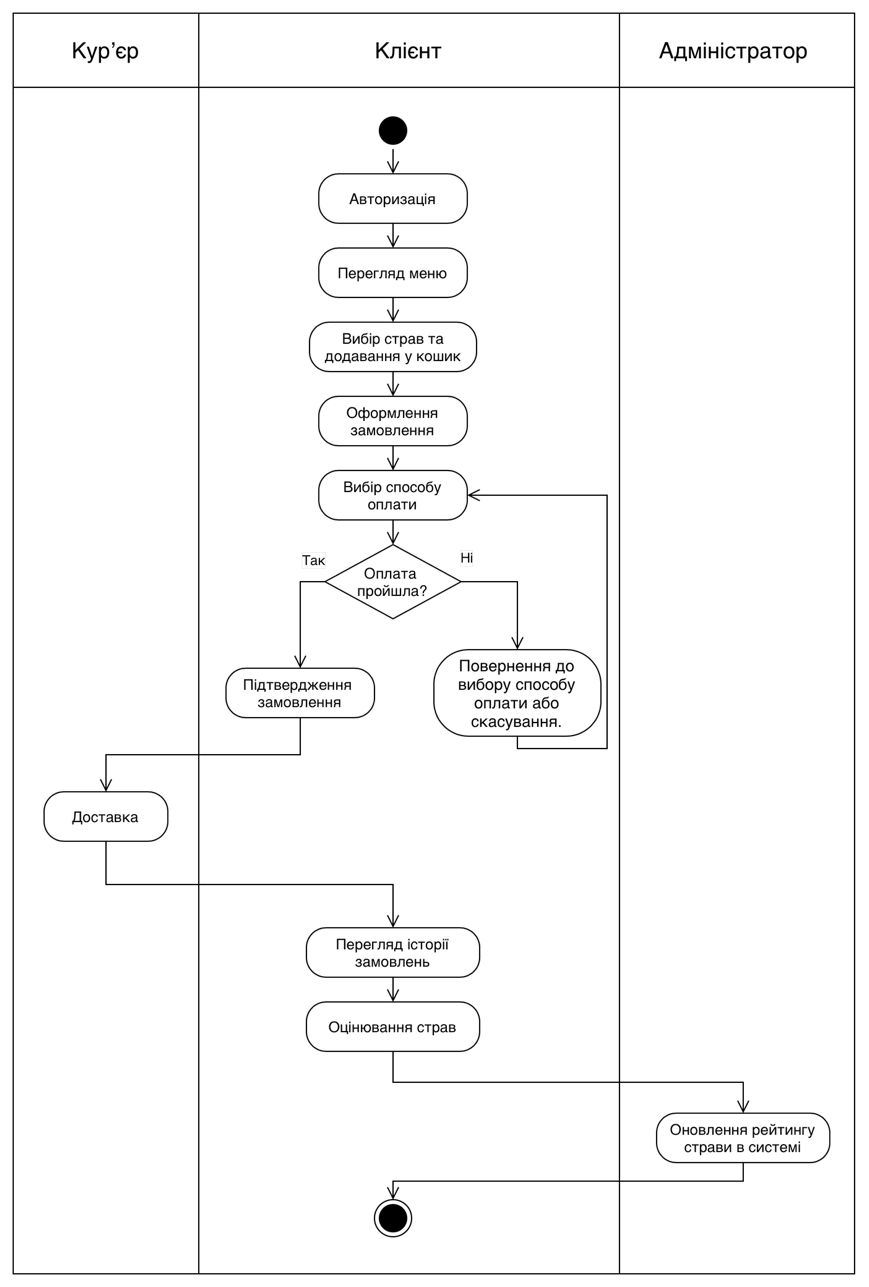 Кур’єр
Клієнт
Адміністратор
Авторизація
Перегляд меню
Вибір страв та
додавання у кошик
Оформлення
замовлення
Вибір способу
оплати
Так
Ні
Оплата
пройшла?
Підтвердження
замовлення
Повернення до
вибору способу
оплати або
скасування.
Доставка
Перегляд історії
замовлень
Оцінювання страв
Оновлення рейтингу
страви в системі